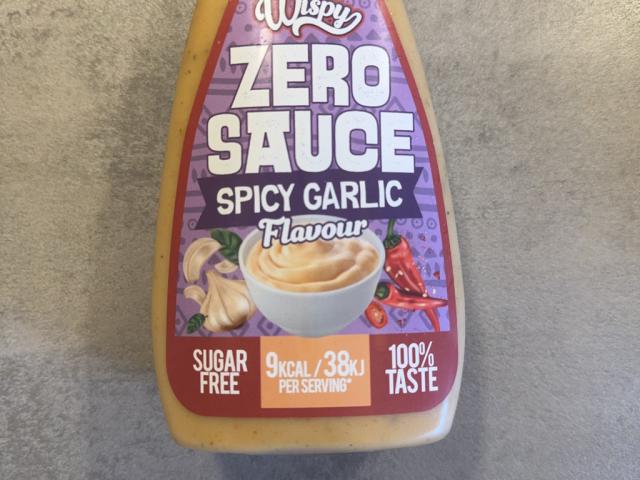 Wispy
ZERO
SAUCE
SPICY GARLIC
Flavour
SUGAR
FREE
9KCAL / 38KJ
PER SERVING*
100%
TASTE